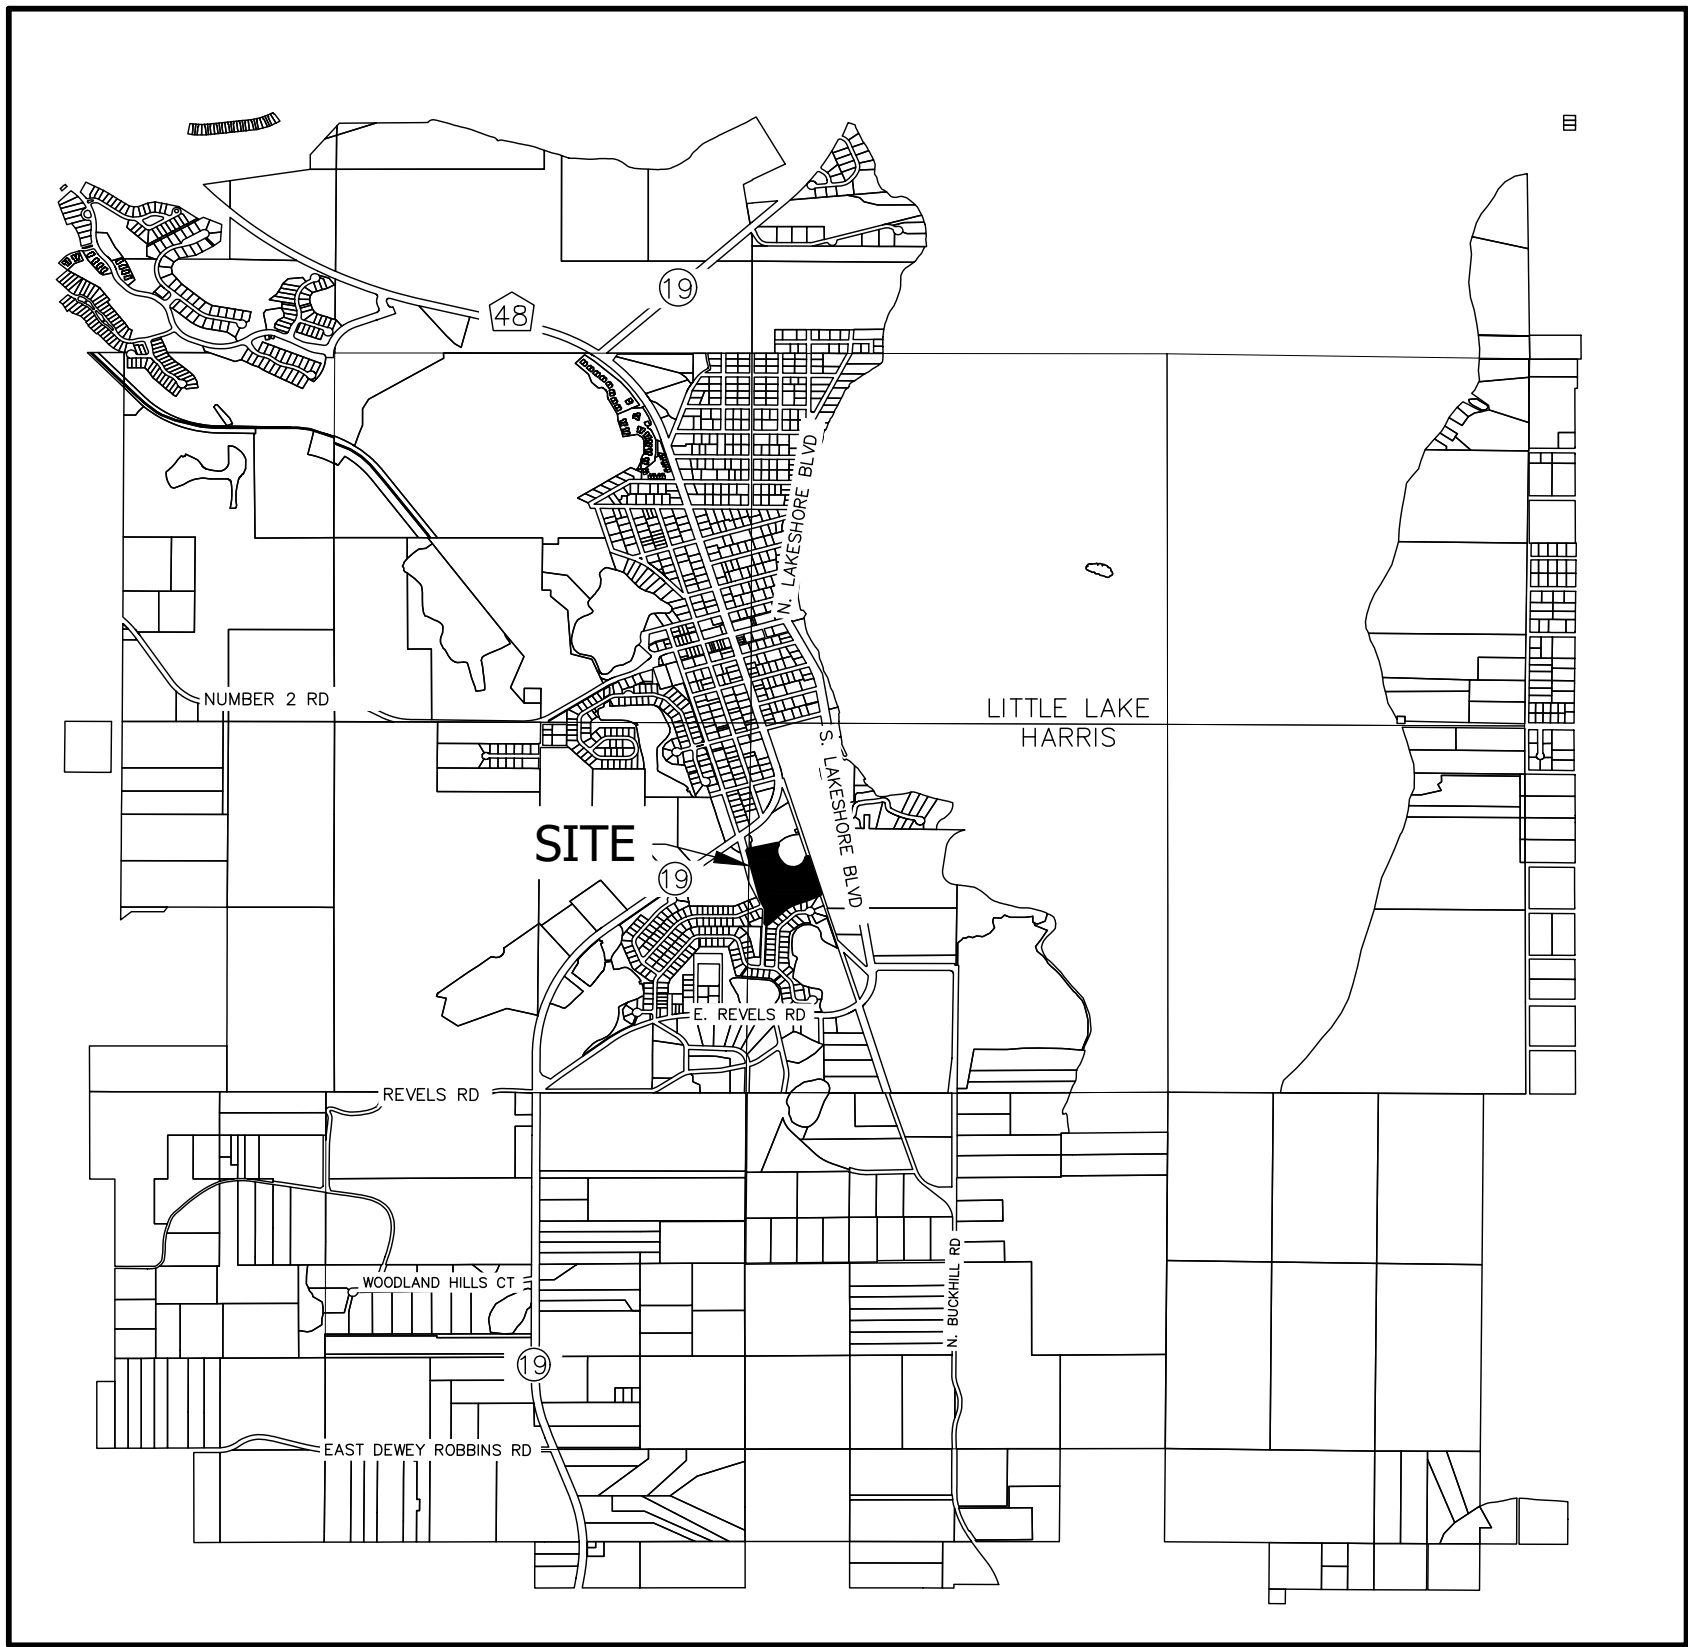 19
48
N. LAKESHORE BLVD
NUMBER 2 RD
LITTLE LAKE
HARRIS
S. LAKESHORE BLVD
SITE
19
E. REVELS RD
REVELS RD
WOODLAND HILLS CT
N. BUCKHILL RD
19
EAST DEWEY ROBBINS RD